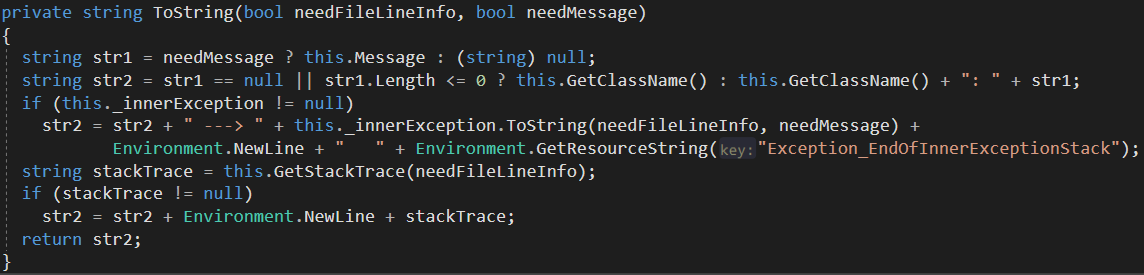 private string ToString(bool needFileLineInfo, bool needMessage)
{
string str1 = needMessage ? this.Message : (string) null;
string str2 = str1 == null || str1.Length <= 0 ? this.GetClassName() : this.GetClassName() + ": " + str1;
if (this._innerException != null)
str2 = str2 + " ---> " + this._innerException.ToString(needFileLineInfo, needMessage) +
Environment.NewLine + "   " + Environment.GetResourceString(key:"Exception_EndOfInnerExceptionStack");
string stackTrace = this.GetStackTrace(needFileLineInfo);
if (stackTrace != null)
str2 = str2 + Environment.NewLine + stackTrace;
return str2;
}